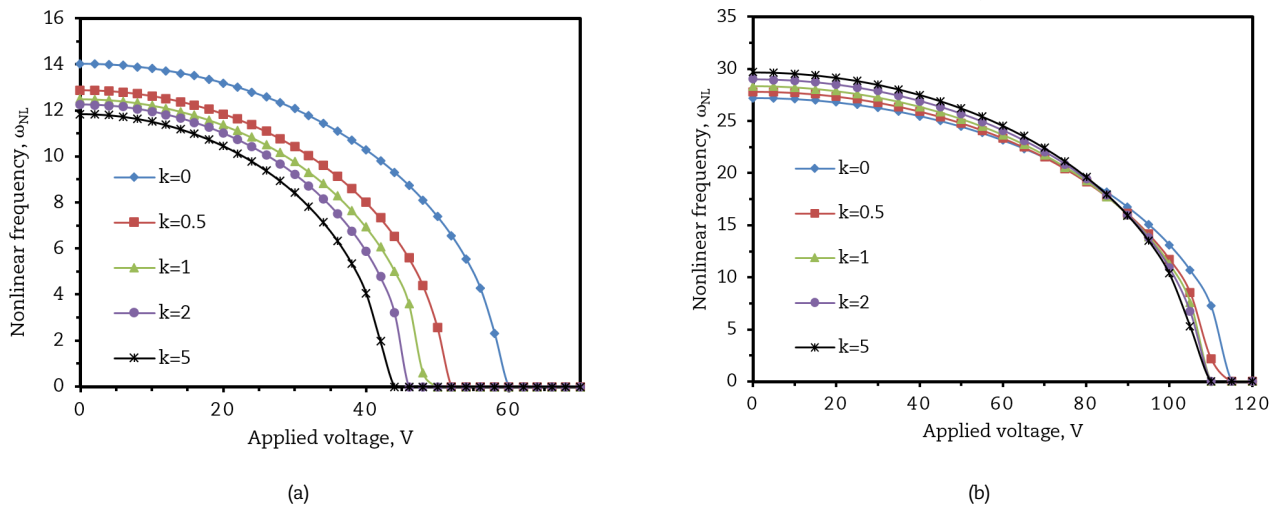 16
14
12
10
8
6
4
2
0
Nonlinear frequency, ωNL
k=0
k=0.5
k=1
k=2
k=5
0 20 40 60
Applied voltage, V
(a)
35
30
25
20
15
10
5
0
Nonlinear frequency, ωNL
k=0
k=0.5
k=1
k=2
k=5
0 20 40 60 80 100 120
Applied voltage, V
(b)